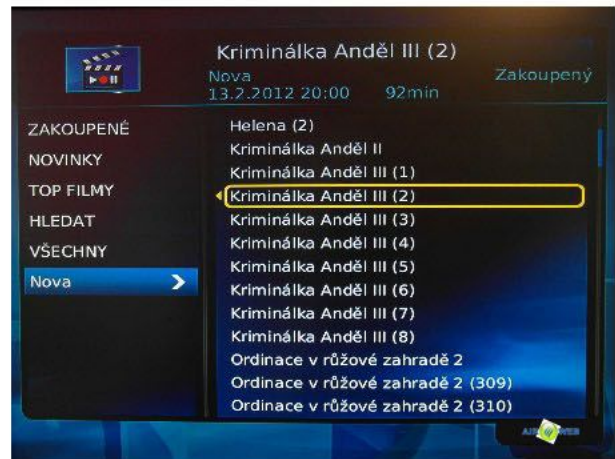 Kriminálka Anděl III (2)
Nova
Zakoupený
13.2.2012 20:00 92min
ZAKOUPENÉ
NOVINKY
TOP FILMY
HLEDAT
VŠECHNY
Nova
Helena (2)
Kriminálka Anděl II
Kriminálka Anděl III (1)
Kriminálka Anděl III (2)
Kriminálka Anděl III (3)
Kriminálka Anděl III (4)
Kriminálka Anděl III (5)
Kriminálka Anděl III (6)
Kriminálka Anděl III (7)
Kriminálka Anděl III (8)
Ordinace v růžové zahradě 2
Ordinace v růžové zahradě 2 (309)
Ordinace v růžové zahradě 2 (310)